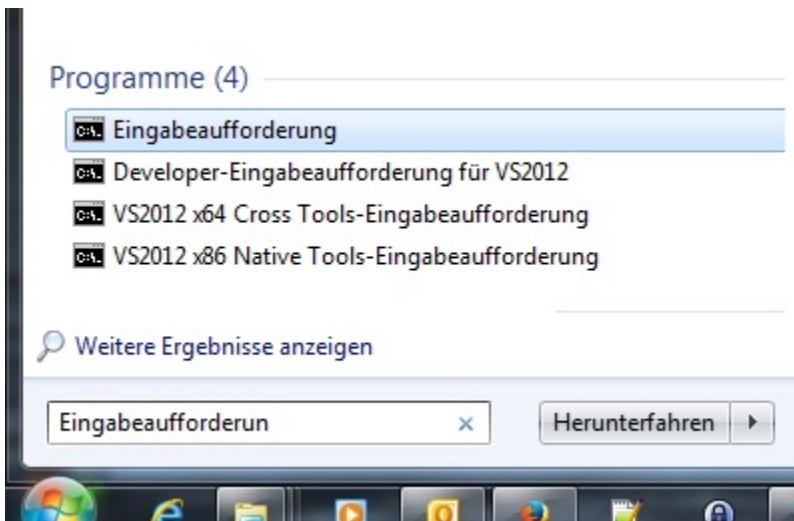 Programme (4)
Eingabeaufforderung
Developer-Eingabeaufforderung für VS2012
VS2012 x64 Cross Tools-Eingabeaufforderung
VS2012 x86 Native Tools-Eingabeaufforderung
Weitere Ergebnisse anzeigen
Eingabeaufforderun
Herunterfahren